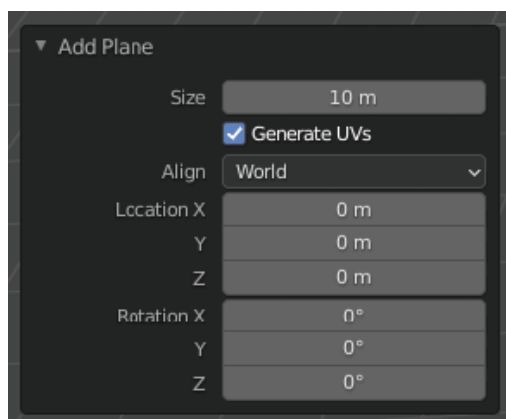 Add Plane
Size 10 m
Generate UVs
Align World
Location X 0 m
Y 0 m
Z 0 m
Rotation X 0°
Y 0°
Z 0°